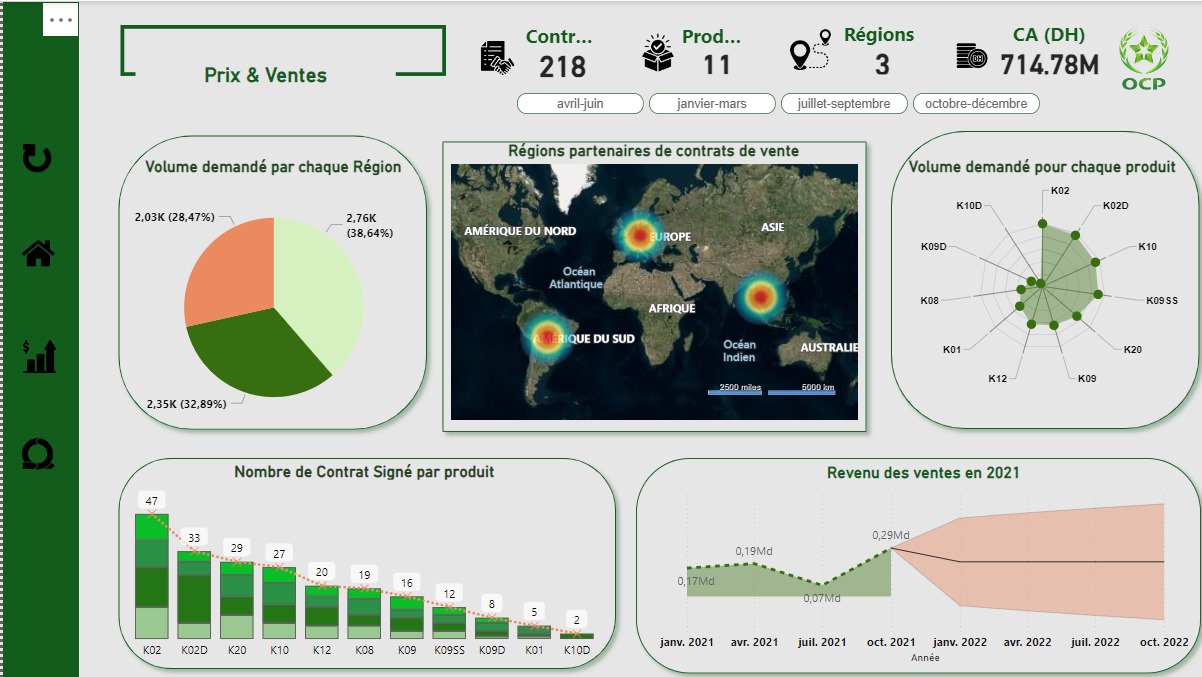 Prix & Ventes
Contr...
218
Prod...
11
Régions
3
CA (DH)
714.78M
OCP
avril-juin
janvier-mars
juillet-septembre
octobre-décembre
Volume demandé par chaque Région
2,03K (28,47%)
2,76K
(38,64%)
2,35K (32,89%)
Régions partenaires de contrats de vente
AMÉRIQUE DU NORD
EUROPE
ASIE
Océan
Atlantique
AFRIQUE
AMÉRIQUE DU SUD
Océan
Indien
AUSTRALIE
2500 miles
5000 km
Volume demandé pour chaque produit
K02
K10D
K02D
K09D
K10
K08
K09SS
K01
K20
K12
K09
Nombre de Contrat Signé par produit
47
33
29
27
20
19
16
12
8
5
2
K02
K02D
K20
K10
K12
K08
K09
K09SS
K09D
K01
K10D
Revenu des ventes en 2021
0,17Md
0,19Md
0,07Md
0,29Md
janv. 2021
avr. 2021
juil. 2021
oct. 2021
janv. 2022
avr. 2022
juil. 2022
oct. 2022
Année